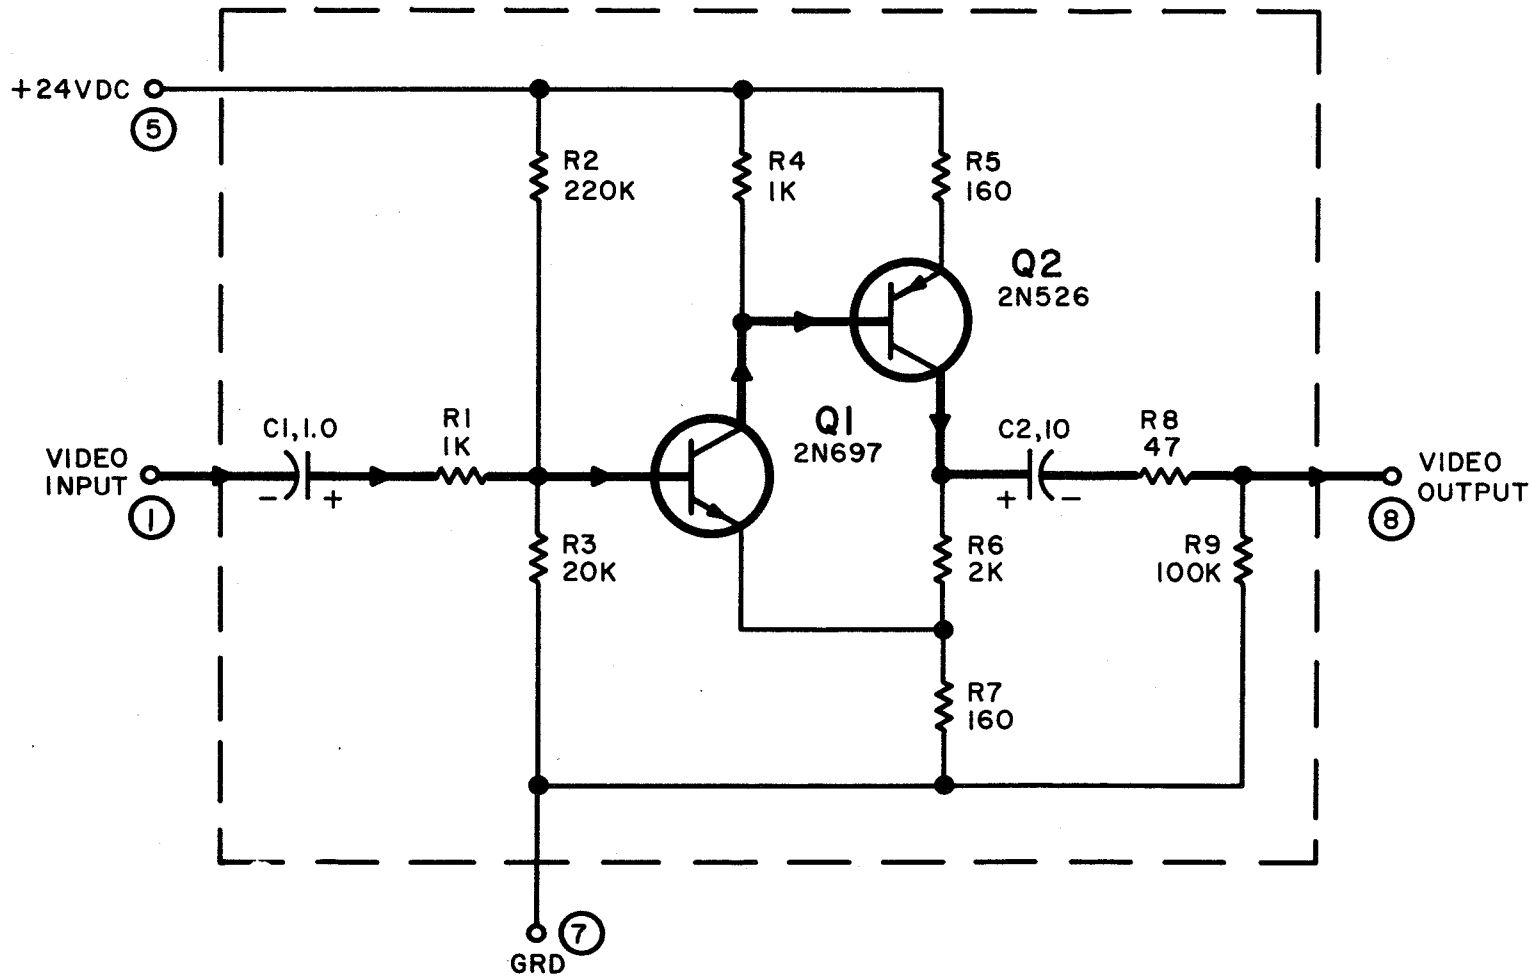 +24VDC
5
R2
220K
R4
1K
R5
160
Q2
2N526
VIDEO
INPUT
1
C1,1.0
-
+
R1
1K
Q1
2N697
C2,10
+
-
R8
47
VIDEO
OUTPUT
8
R3
20K
R6
2K
R9
100K
R7
160
7
GRD